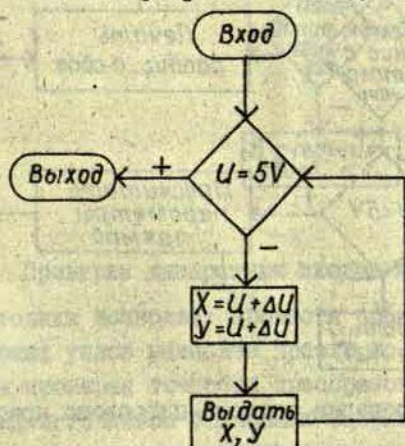 Вход
U=5V
+
Выход
−
X=U+ΔU
У=U+ΔU
Выдать
X,У